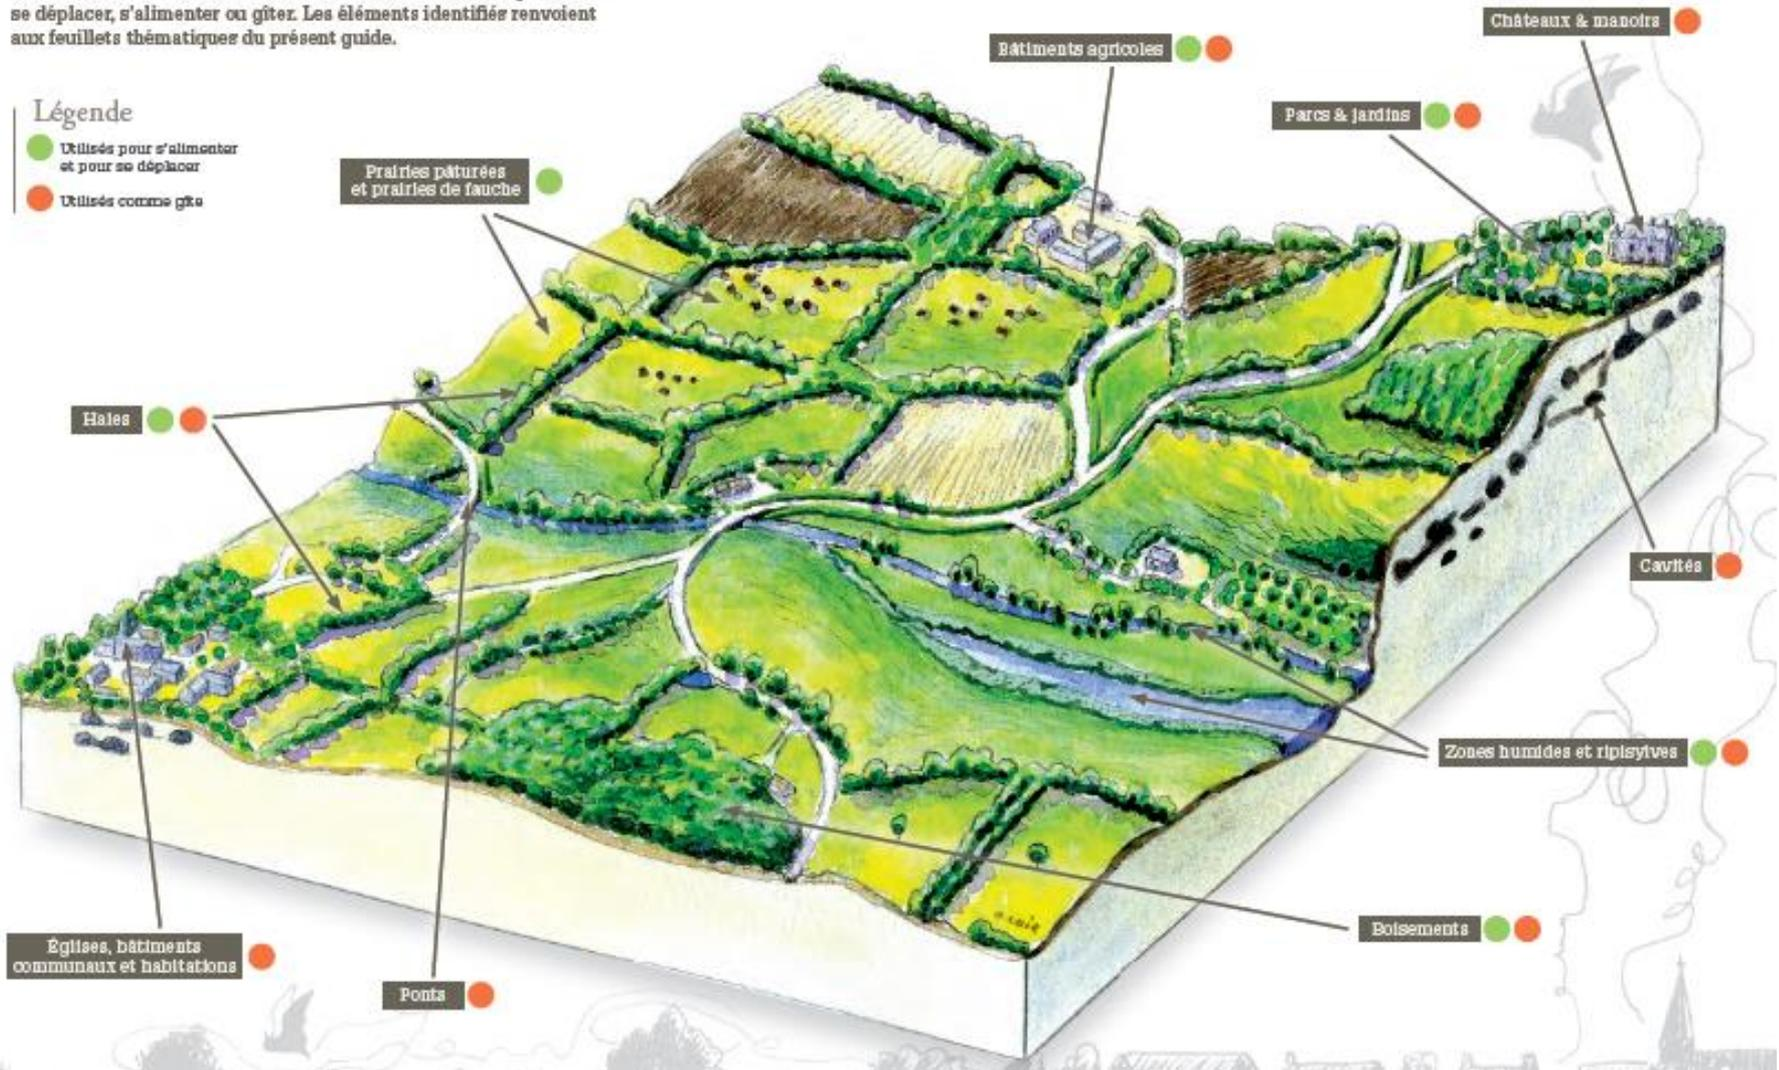 se déplacer, s'alimenter ou gîter. Les éléments identifiés renvoient
aux feuillets thématiques du présent guide.
Châteaux & manoirs
Bâtiments agricoles
Légende
Parcs & jardins
Utilisés pour s'alimenter
et pour se déplacer
Prairies pâturées
et prairies de fauche
Utilisés comme gîte
Haies
Cavités
Zones humides et ripisylves
Boisements
Églises, bâtiments
communaux et habitations
Ponts